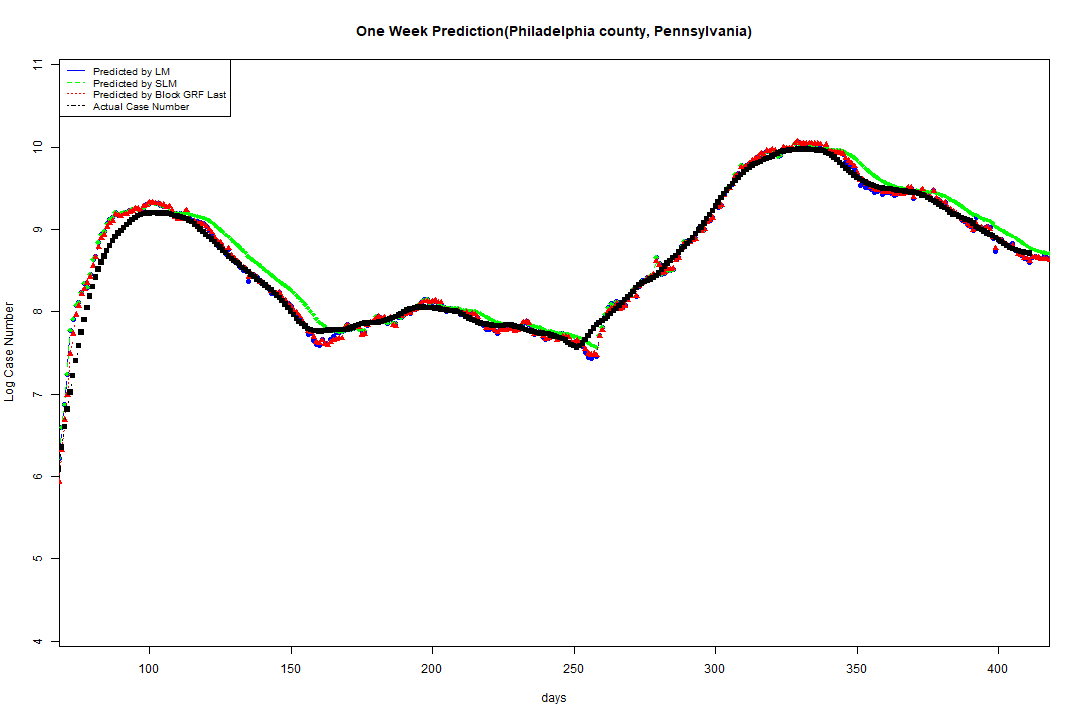 One Week Prediction(Philadelphia county, Pennsylvania)
Predicted by LM
Predicted by SLM
Predicted by Block GRF Last
Actual Case Number
11
10
9
8
7
6
5
4
Log Case Number
100 150 200 250 300 350 400
days